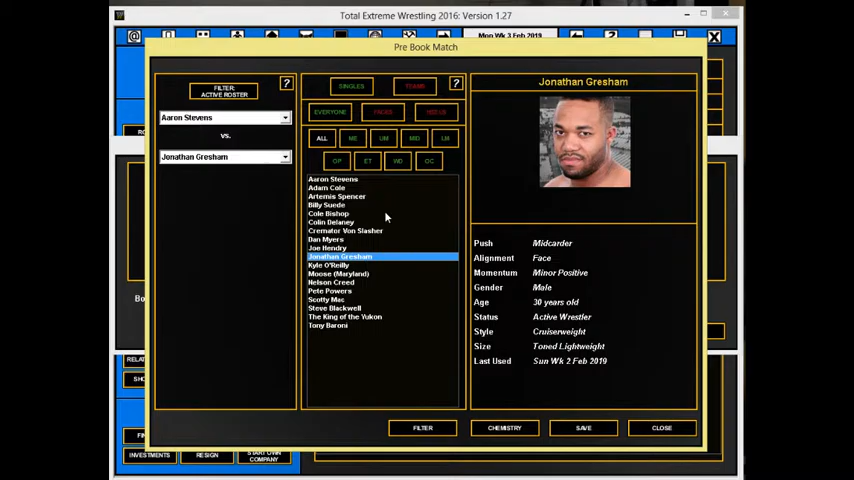 Total Extreme Wrestling 2016: Version 1.27
Mon Wk 3 Feb 2019
Pre Book Match
FILTER:
ACTIVE ROSTER
?
Aaron Stevens
vs.
Jonathan Gresham
SINGLES
TEAMS
?
EVERYONE
FACES
HEELS
ALL
ME
UM
MID
LM
OP
ET
WD
OC
Aaron Stevens
Adam Cole
Artemis Spencer
Billy Suede
Cole Bishop
Colin Delaney
Cremator Von Slasher
Dan Myers
Joe Hendry
Jonathan Gresham
Kyle O'Reilly
Moose (Maryland)
Nelson Creed
Pete Powers
Scotty Mac
Steve Blackwell
The King of the Yukon
Tony Baroni
Jonathan Gresham
Push Midcarder
Alignment Face
Momentum Minor Positive
Gender Male
Age 30 years old
Status Active Wrestler
Style Cruiserweight
Size Toned Lightweight
Last Used Sun Wk 2 Feb 2019
FILTER
CHEMISTRY
SAVE
CLOSE
INVESTMENTS
RESIGN
START OWN
COMPANY